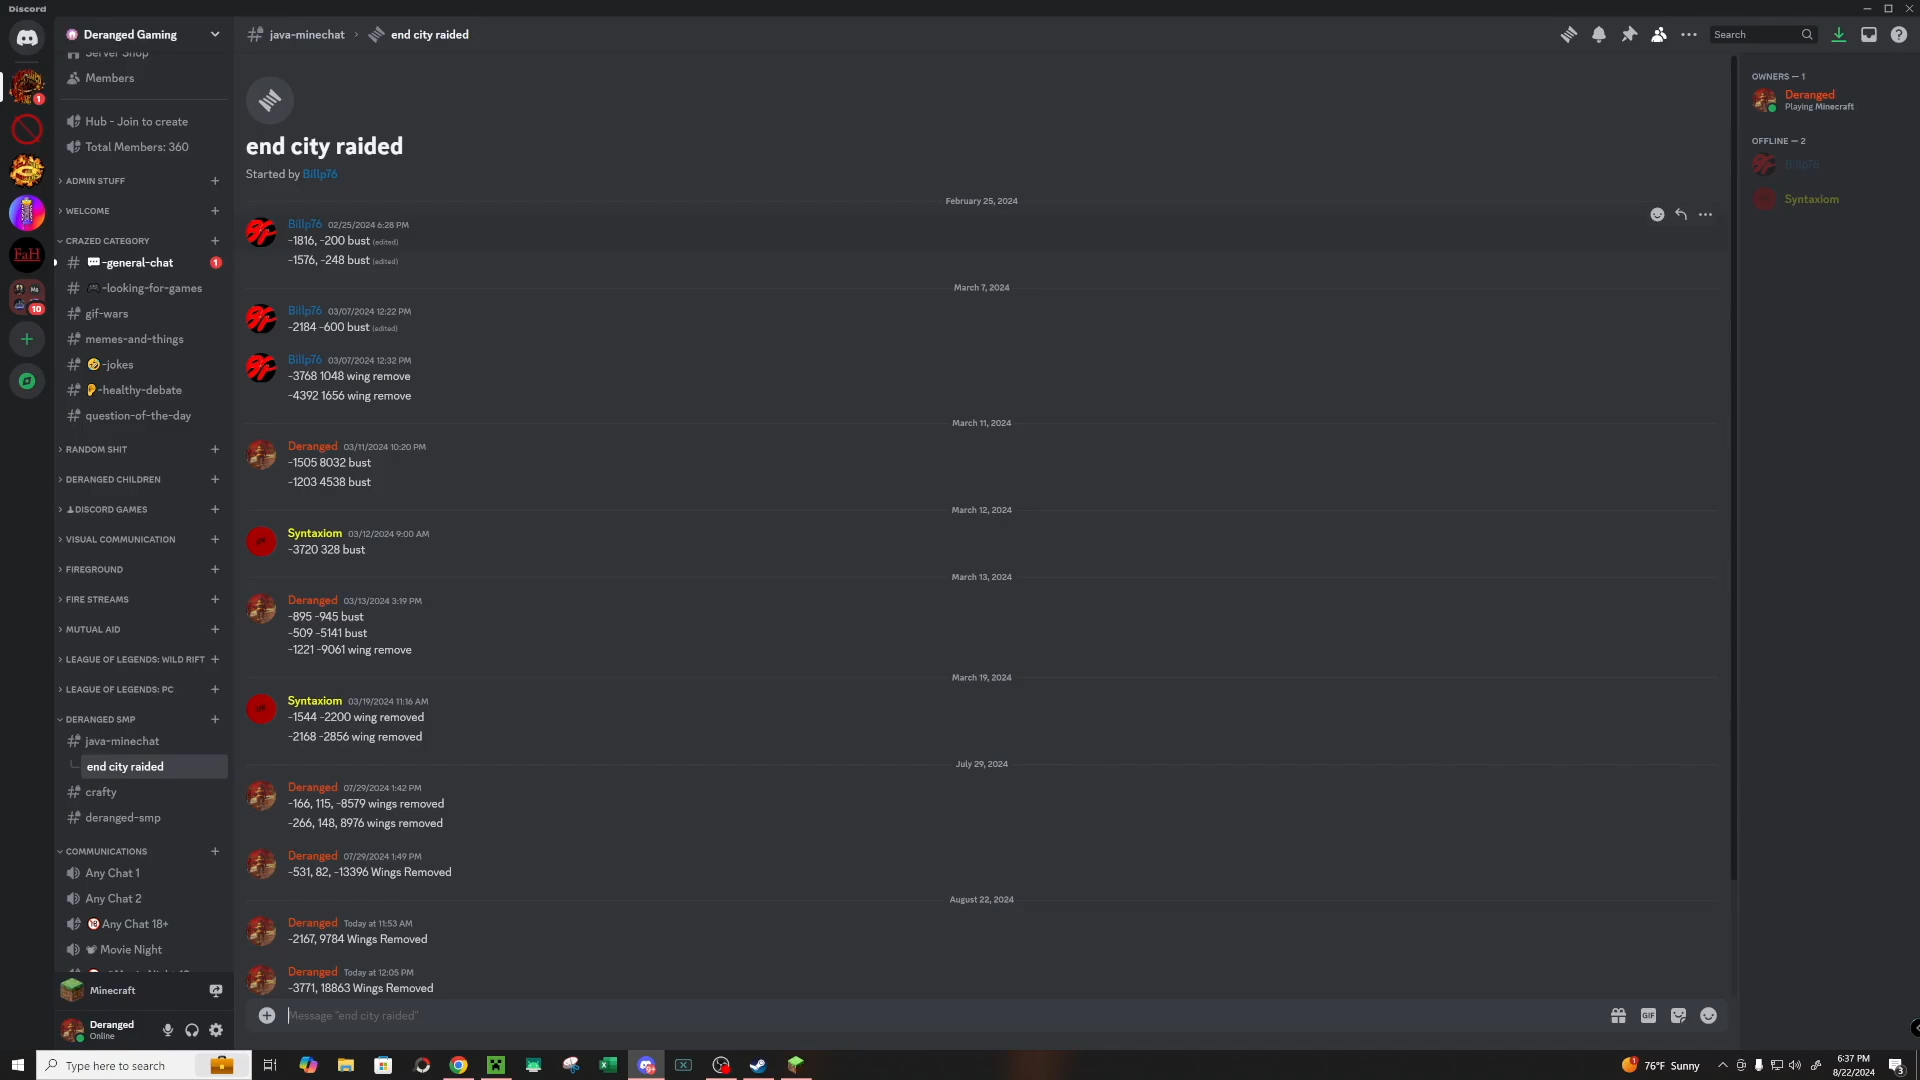 Discord
Deranged Gaming
java-minechat
end city raided
Search
Server Shop
Members
Hub - Join to create
Total Members: 360
ADMIN STUFF
WELCOME
CRAZED CATEGORY
-general-chat
1
-looking-for-games
gif-wars
memes-and-things
-jokes
-healthy-debate
question-of-the-day
RANDOM SHIT
DERANGED CHILDREN
DISCORD GAMES
VISUAL COMMUNICATION
FIREGROUND
FIRE STREAMS
MUTUAL AID
LEAGUE OF LEGENDS: WILD RIFT
LEAGUE OF LEGENDS: PC
DERANGED SMP
java-minechat
end city raided
crafty
deranged-smp
COMMUNICATIONS
Any Chat 1
Any Chat 2
Any Chat 18+
Movie Night
Minecraft
Deranged
Online
1
FaH
10
end city raided
Started by Billp76
February 25, 2024
Billp76 02/25/2024 6:28 PM
-1816, -200 bust (edited)
-1576, -248 bust (edited)
March 7, 2024
Billp76 03/07/2024 12:22 PM
-2184 -600 bust (edited)
Billp76 03/07/2024 12:32 PM
-3768 1048 wing remove
-4392 1656 wing remove
March 11, 2024
Deranged 03/11/2024 10:20 PM
-1505 8032 bust
-1203 4538 bust
March 12, 2024
Syntaxiom 03/12/2024 9:00 AM
-3720 328 bust
March 13, 2024
Deranged 03/13/2024 3:19 PM
-895 -945 bust
-509 -5141 bust
-1221 -9061 wing remove
March 19, 2024
Syntaxiom 03/19/2024 11:16 AM
-1544 -2200 wing removed
-2168 -2856 wing removed
July 29, 2024
Deranged 07/29/2024 1:42 PM
-166, 115, -8579 wings removed
-266, 148, 8976 wings removed
Deranged 07/29/2024 1:49 PM
-531, 82, -13396 Wings Removed
August 22, 2024
Deranged Today at 11:53 AM
-2167, 9784 Wings Removed
Deranged Today at 12:05 PM
-3771, 18863 Wings Removed
Message "end city raided"
GIF
OWNERS — 1
Deranged
Playing Minecraft
OFFLINE — 2
Billp76
Syntaxiom
Type here to search
76°F Sunny
6:37 PM
8/22/2024
3